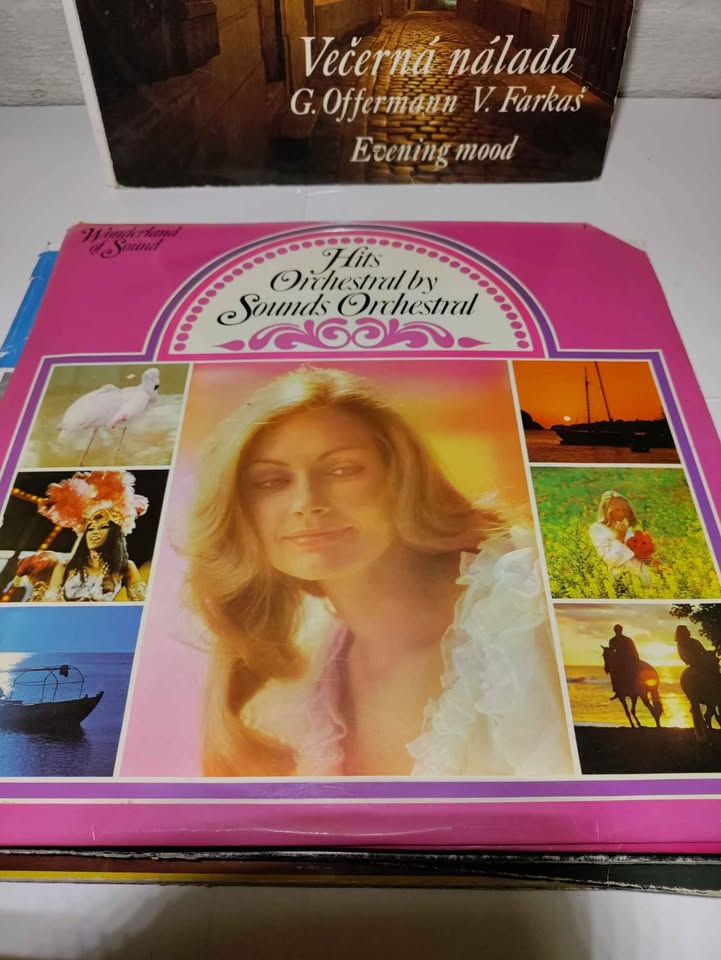 Večerná nálada
G. Offermann V. Farkaš
Evening mood
Wonderland
of Sound
Hits
Orchestral by
Sounds Orchestral